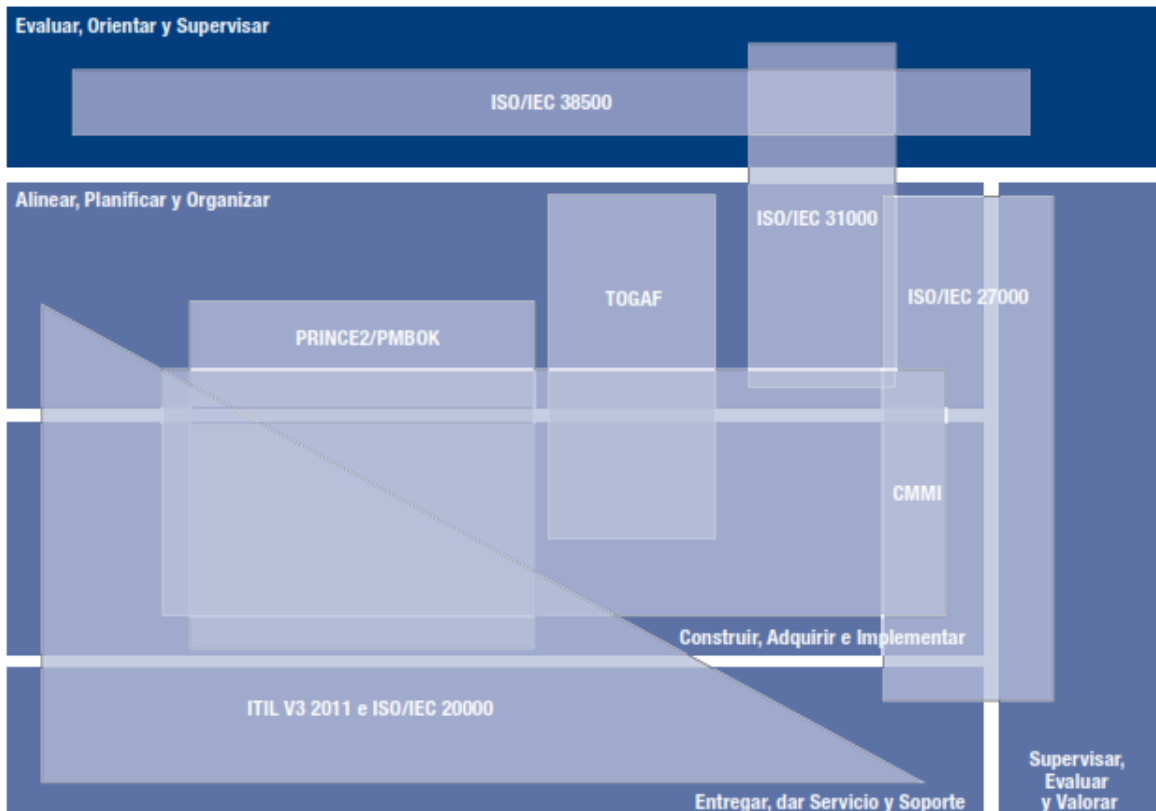 Evaluar, Orientar y Supervisar
ISO/IEC 38500
Alinear, Planificar y Organizar
ISO/IEC 31000
TOGAF
ISO/IEC 27000
PRINCE2/PMBOK
CMMI
Construir, Adquirir e Implementar
ITIL V3 2011 e ISO/IEC 20000
Entregar, dar Servicio y Soporte
Supervisar,
Evaluar
y Valorar